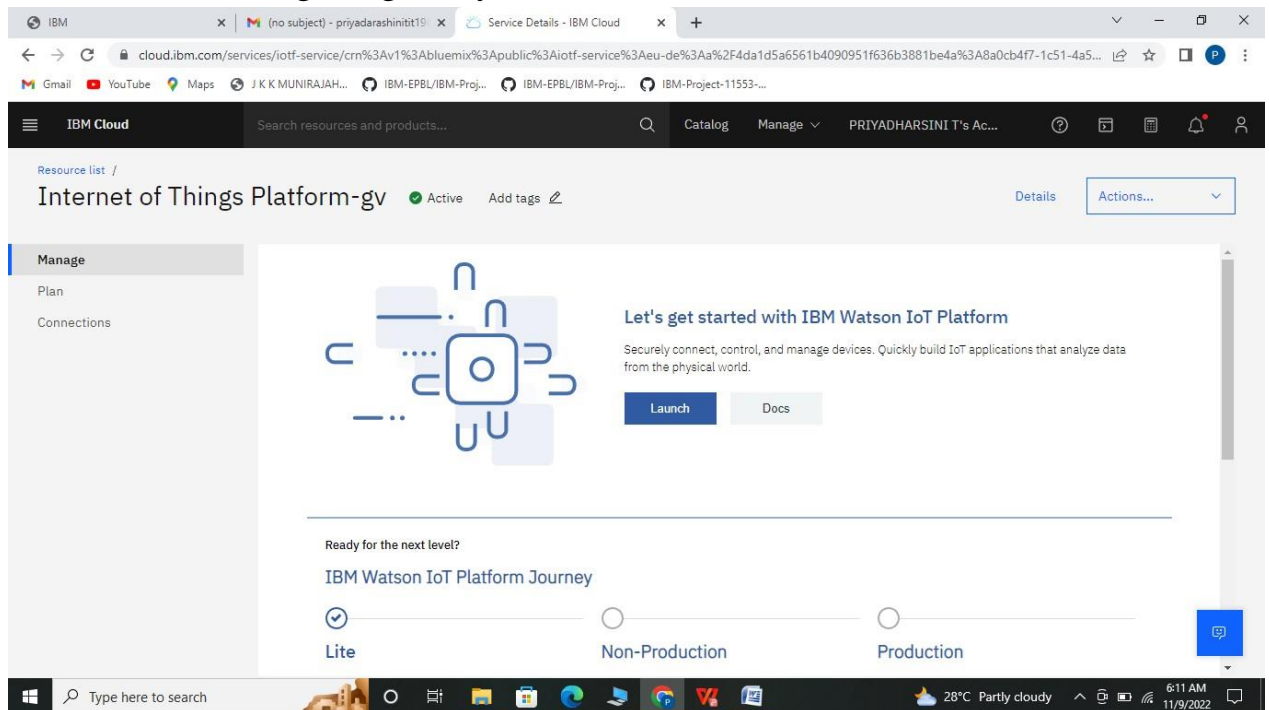 IBM
(no subject) - priyadarashinitit19
Service Details - IBM Cloud
cloud.ibm.com/services/iotf-service/crn%3Av1%3Abluemix%3Apublic%3Aiotf-service%3Aeu-de%3Aa%2F4da1d5a6561b4090951f636b3881be4a%3A8a0cb4f7-1c51-4a5...
P
Gmail
YouTube
Maps
J K K MUNIRAJAH...
IBM-EPBL/IBM-Proj...
IBM-EPBL/IBM-Proj...
IBM-Project-11553-...
IBM Cloud
Search resources and products...
Catalog
Manage
PRIYADHARSINI T's Ac...
Resource list /
Internet of Things Platform-gv
Active
Add tags
Details
Actions...
Manage
Plan
Connections
Let's get started with IBM Watson IoT Platform
Securely connect, control, and manage devices. Quickly build IoT applications that analyze data
from the physical world.
Launch
Docs
Ready for the next level?
IBM Watson IoT Platform Journey
Lite
Non-Production
Production
Type here to search
28°C Partly cloudy
6:11 AM
11/9/2022